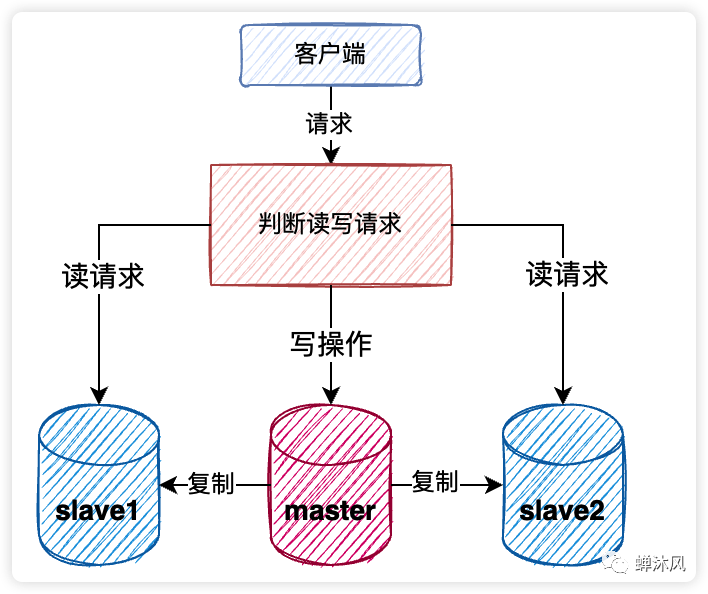 客户端
请求
判断读写请求
读请求
读请求
写操作
复制
复制
slave1
master
slave2
蝉沐风